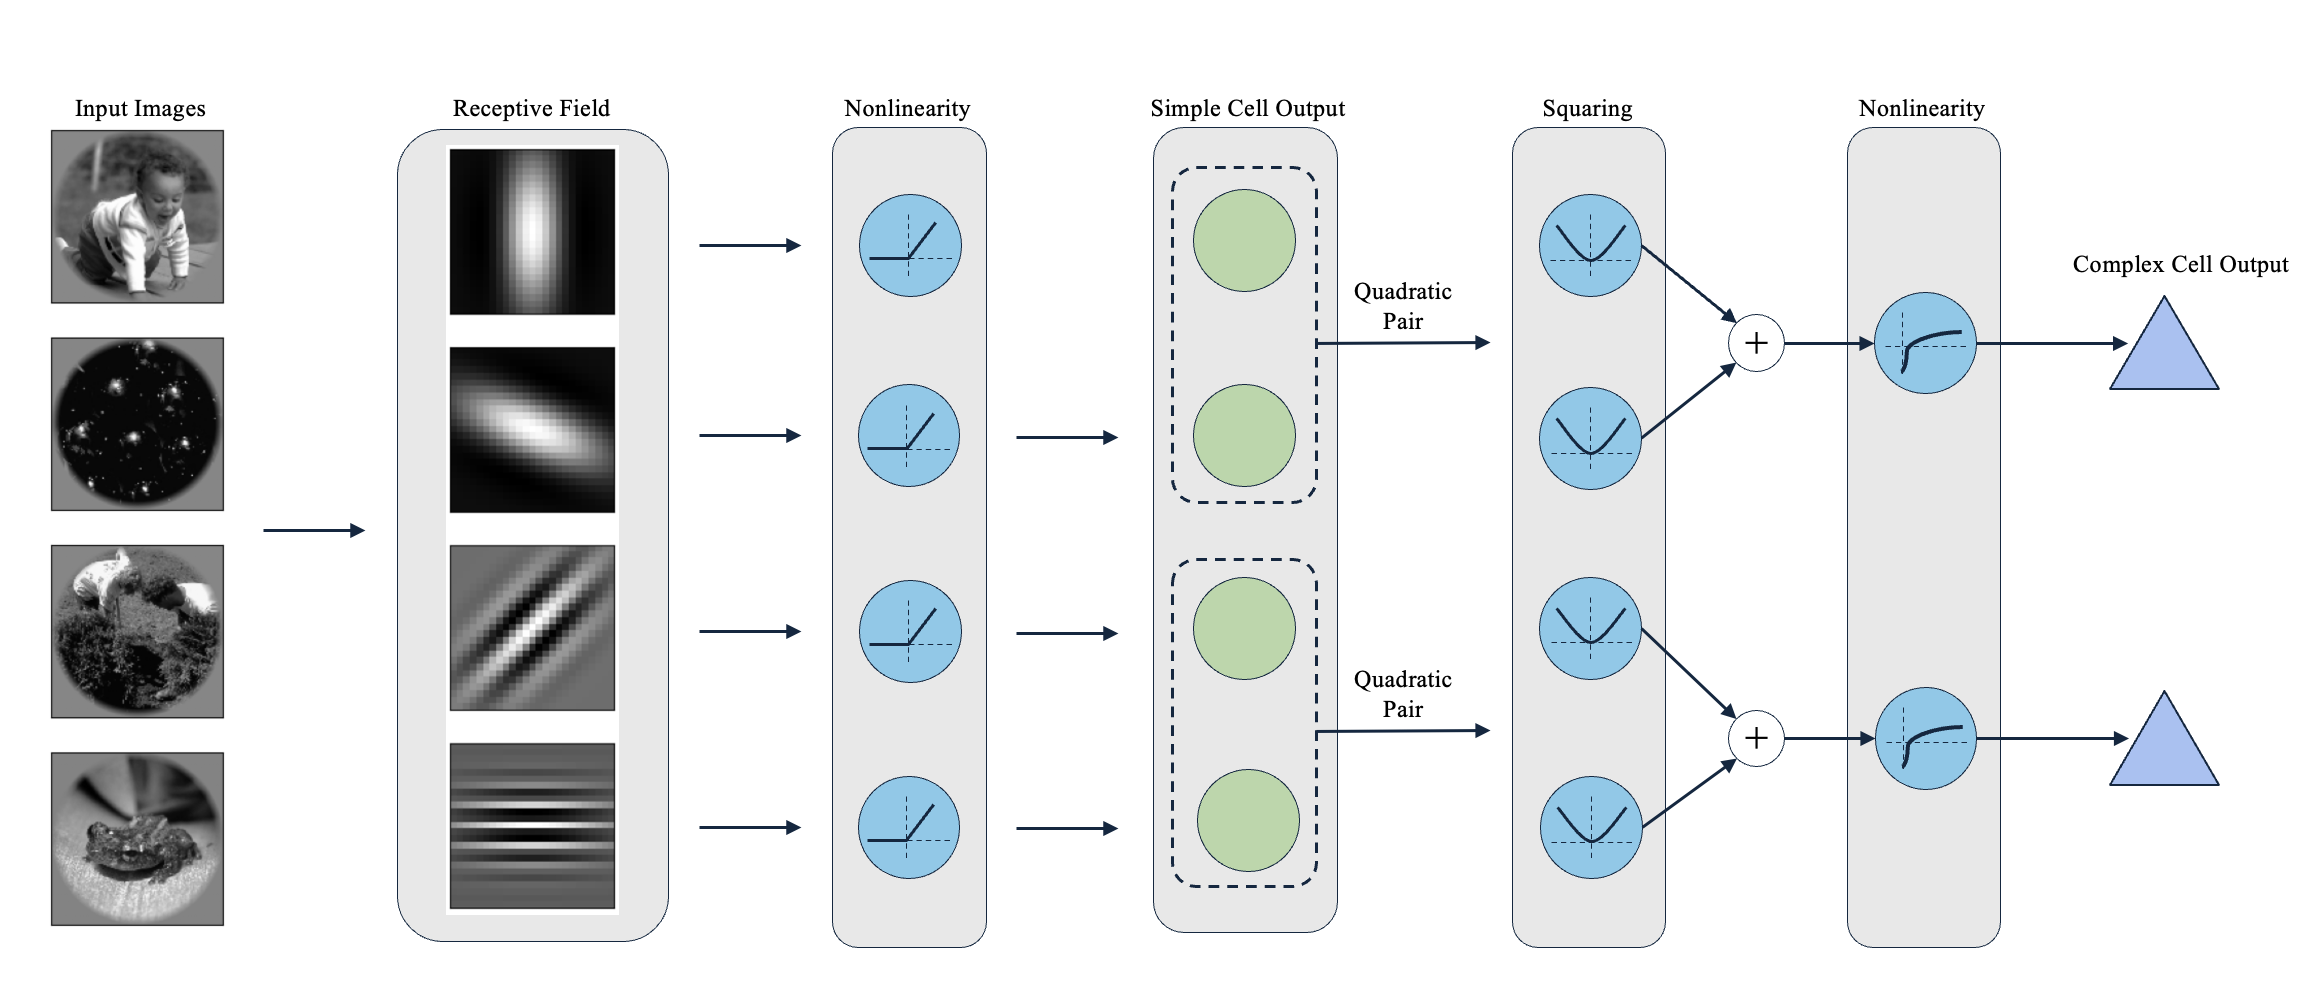 Input Images
Receptive Field
Nonlinearity
Simple Cell Output
Squaring
Nonlinearity
Complex Cell Output
Quadratic
Pair
+
Quadratic
Pair
+